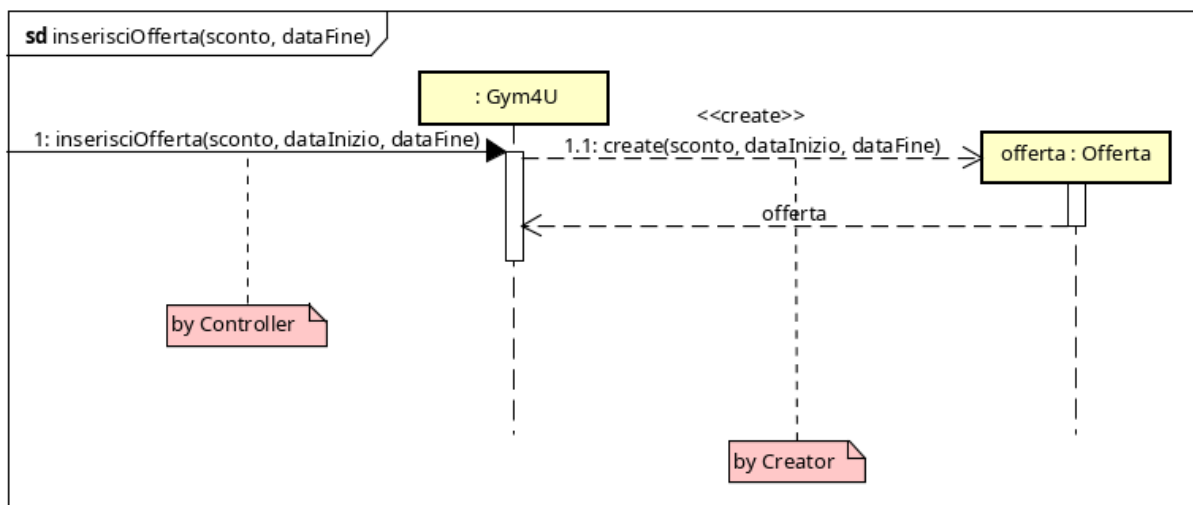 sd inserisciOfferta(sconto, dataFine)
: Gym4U
<<create>>
1: inserisciOfferta(sconto, dataInizio, dataFine)
1.1: create(sconto, dataInizio, dataFine)
offerta : Offerta
offerta
by Controller
by Creator